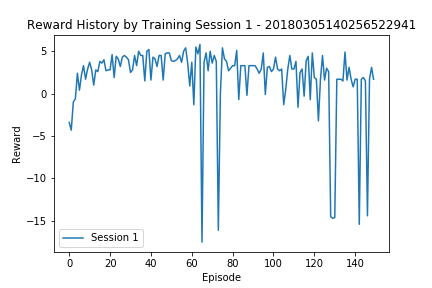 Reward History by Training Session 1 - 20180305140256522941
5
0
−5
−10
−15
Reward
Session 1
0 20 40 60 80 100 120 140
Episode